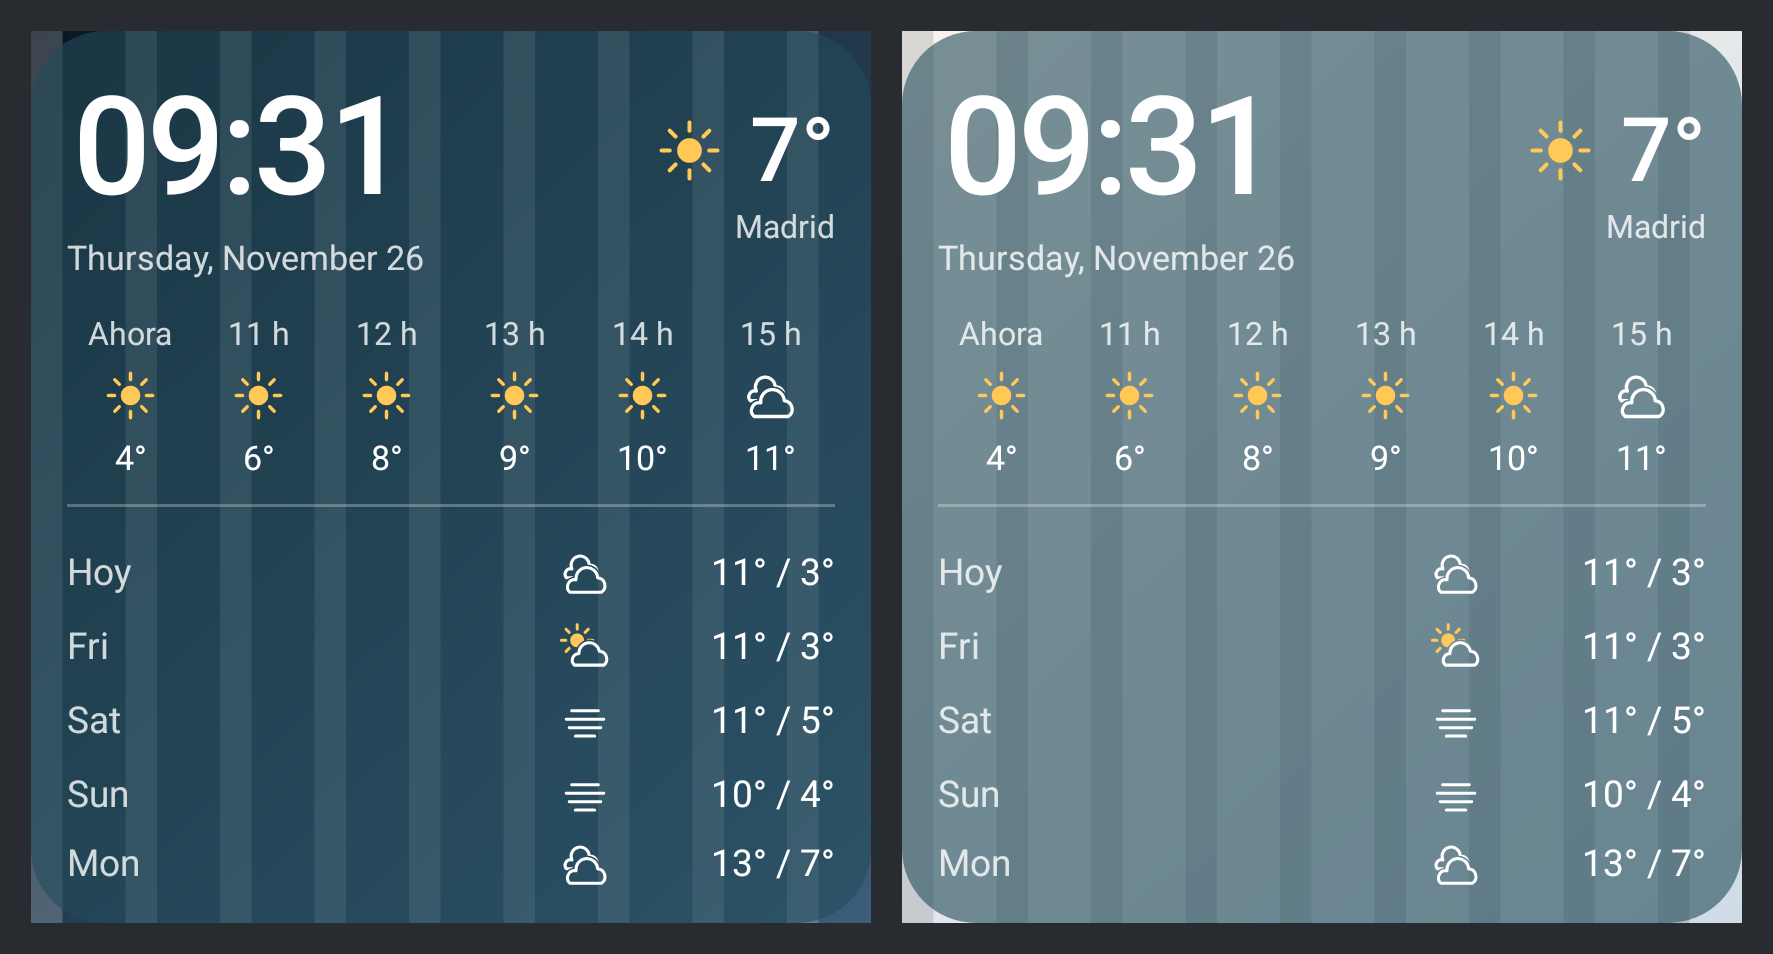 09:31
7°
Madrid
Thursday, November 26
Ahora 11 h 12 h 13 h 14 h 15 h
4° 6° 8° 9° 10° 11°
Hoy 11° / 3°
Fri 11° / 3°
Sat 11° / 5°
Sun 10° / 4°
Mon 13° / 7°
09:31
7°
Madrid
Thursday, November 26
Ahora 11 h 12 h 13 h 14 h 15 h
4° 6° 8° 9° 10° 11°
Hoy 11° / 3°
Fri 11° / 3°
Sat 11° / 5°
Sun 10° / 4°
Mon 13° / 7°